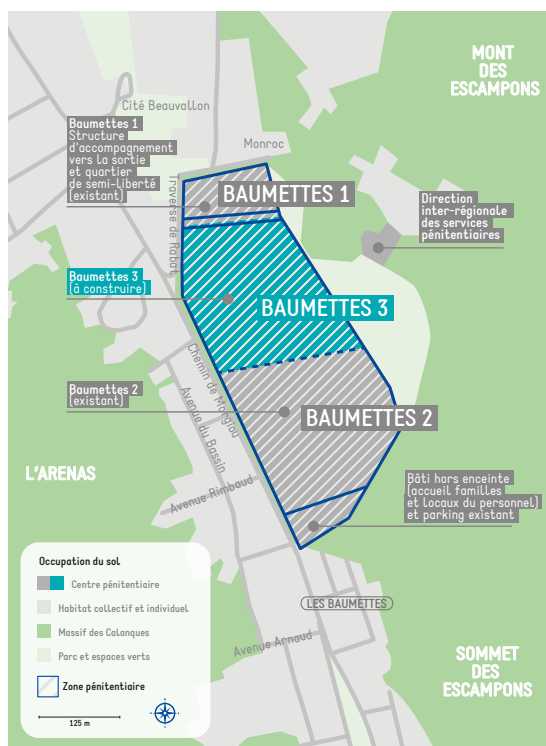 MONT
DES
ESCAMPONS
Cité Beauvallon
Baumettes 1
Structure
d'accompagnement
vers la sortie
et quartier
de semi-liberté
(existant)
Monroc
Traverse de Rabat
BAUMETTES 1
Direction
inter-régionale
des services
pénitentiaires
Baumettes 3
(à construire)
BAUMETTES 3
Chemin de Morgiou
Baumettes 2
(existant)
BAUMETTES 2
Avenue du Bassin
L'ARENAS
Avenue Rimbaud
Bâti hors enceinte
(accueil familles
et locaux du personnel)
et parking existant
LES BAUMETTES
Avenue Arnaud
SOMMET
DES
ESCAMPONS
Occupation du sol
Centre pénitentiaire
Habitat collectif et individuel
Massif des Calanques
Parc et espaces verts
Zone pénitentiaire
125 m